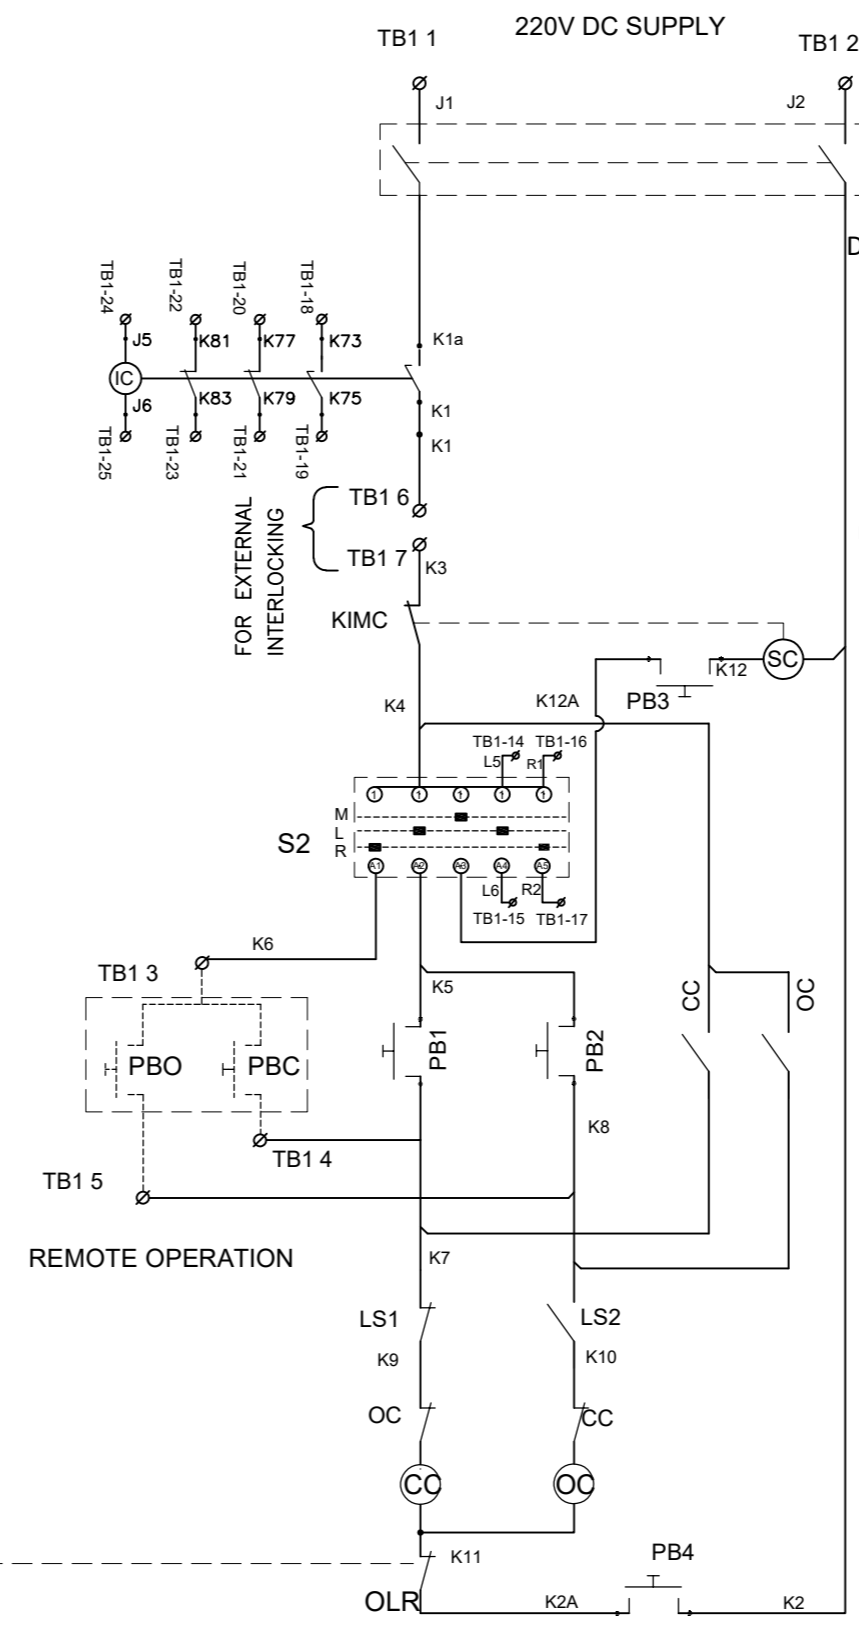 220V DC SUPPLY
TB1 1
TB1 2
J1
J2
D
TB1-24
TB1-22
TB1-20
TB1-18
K1a
J5
K81
K77
K73
IC
J6
K83
K79
K75
K1
K1
TB1-25
TB1-23
TB1-21
TB1-19
TB1 6
FOR EXTERNAL
INTERLOCKING
TB1 7
K3
KIMC
SC
K12
PB3
K4
K12A
TB1-14
TB1-16
L5
R1
1
1
1
1
1
M
L
R
S2
A1
A2
A3
A4
A5
L6
R2
TB1-15
TB1-17
K6
TB1 3
K5
CC
OC
PBO
PBC
PB1
PB2
K8
TB1 4
TB1 5
REMOTE OPERATION
K7
LS1
LS2
K9
K10
OC
CC
CC
OC
K11
PB4
OLR
K2A
K2